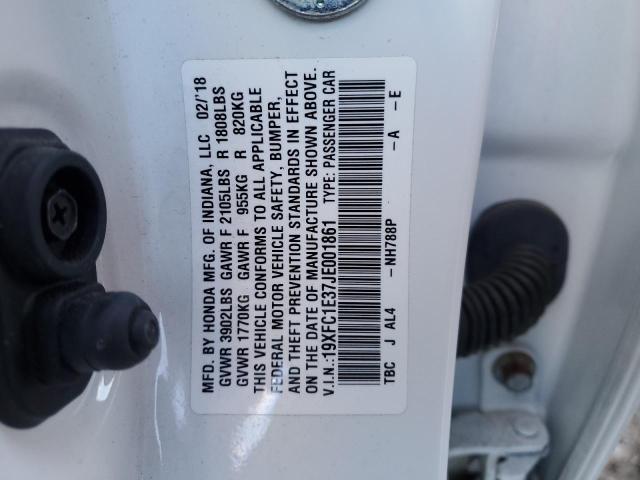 MFD. BY HONDA MFG. OF INDIANA, LLC 02/'18
GVWR 3902LBS GAWR F 2105LBS R 1808LBS
GVWR 1770KG GAWR F 955KG R 820KG
THIS VEHICLE CONFORMS TO ALL APPLICABLE
FEDERAL MOTOR VEHICLE SAFETY, BUMPER,
AND THEFT PREVENTION STANDARDS IN EFFECT
ON THE DATE OF MANUFACTURE SHOWN ABOVE.
V.I.N.:19XFC1E37JE001861 TYPE: PASSENGER CAR
TBC J AL4 -NH788P -A -E